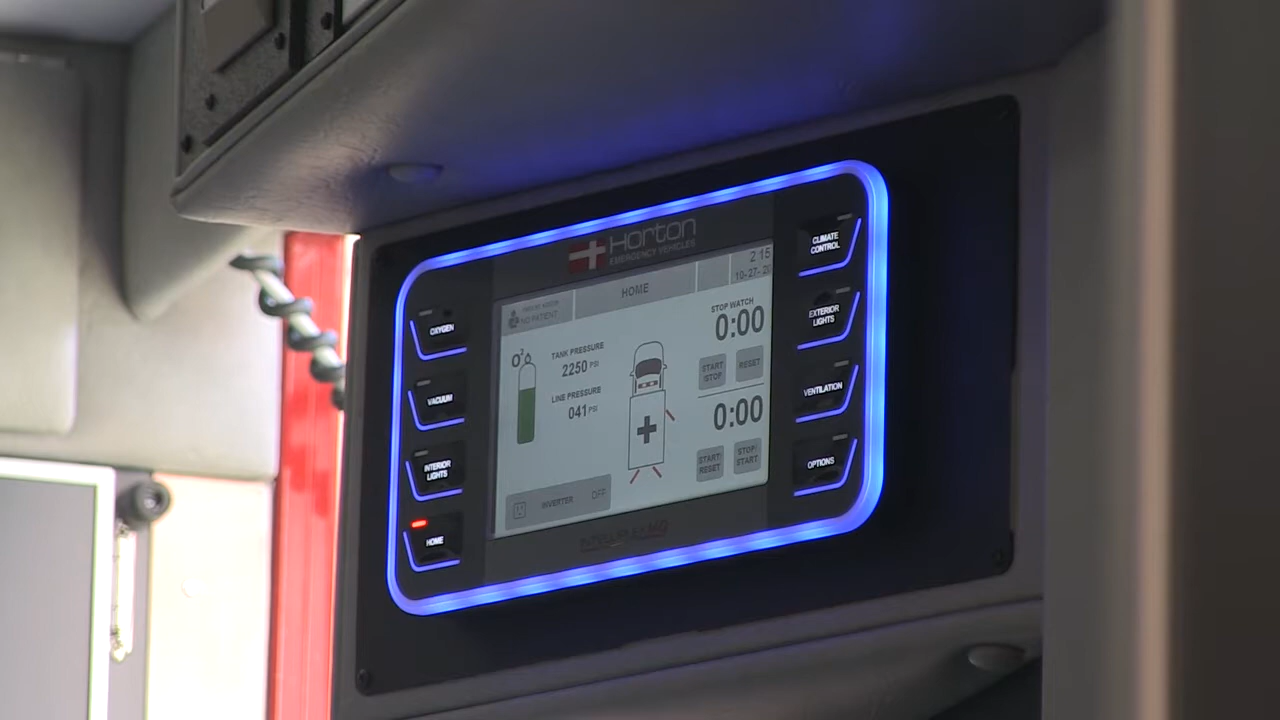 Horton
EMERGENCY VEHICLES
NO PATIENT
HOME
2:15
10-27-20
OXYGEN
VACUUM
INTERIOR
LIGHTS
HOME
O2
TANK PRESSURE
2250 PSI
LINE PRESSURE
041 PSI
INVERTER OFF
STOP WATCH
0:00
START
/STOP
RESET
0:00
START/
RESET
STOP/
START
CLIMATE
CONTROL
EXTERIOR
LIGHTS
VENTILATION
OPTIONS